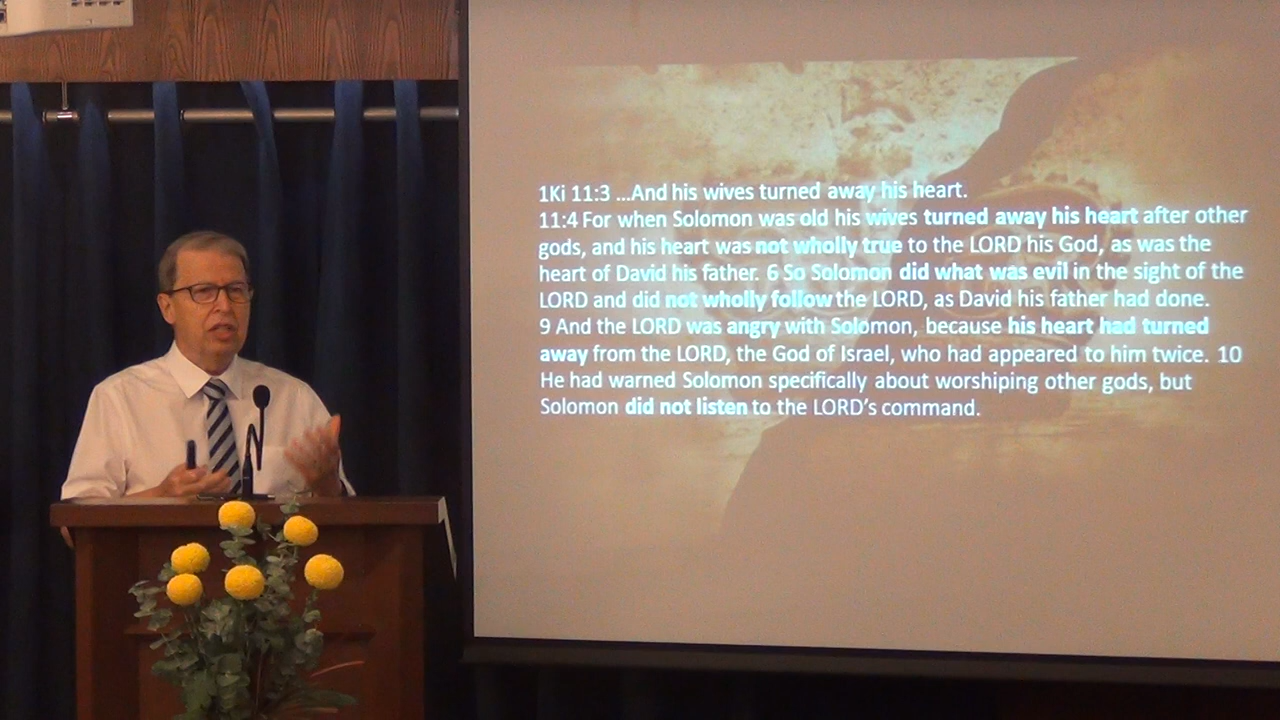 1Ki 11:3 ...And his wives turned away his heart.
11:4 For when Solomon was old his wives turned away his heart after other
gods, and his heart was not wholly true to the LORD his God, as was the
heart of David his father. 6 So Solomon did what was evil in the sight of the
LORD and did not wholly follow the LORD, as David his father had done.
9 And the LORD was angry with Solomon, because his heart had turned
away from the LORD, the God of Israel, who had appeared to him twice. 10
He had warned Solomon specifically about worshiping other gods, but
Solomon did not listen to the LORD's command.